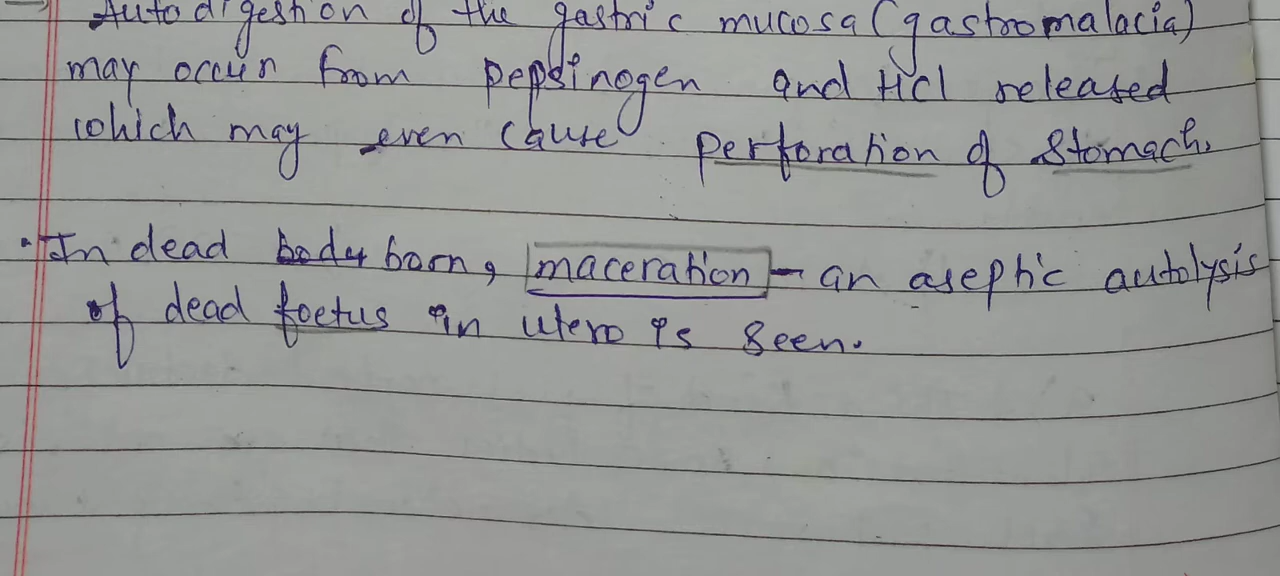 → Autodigestion of the gastric mucosa (gastromalacia)
may occur from pepsinogen and HCl released
which may even cause perforation of stomach.
• In dead body born, maceration - an aseptic autolysis
of dead foetus in utero is seen.